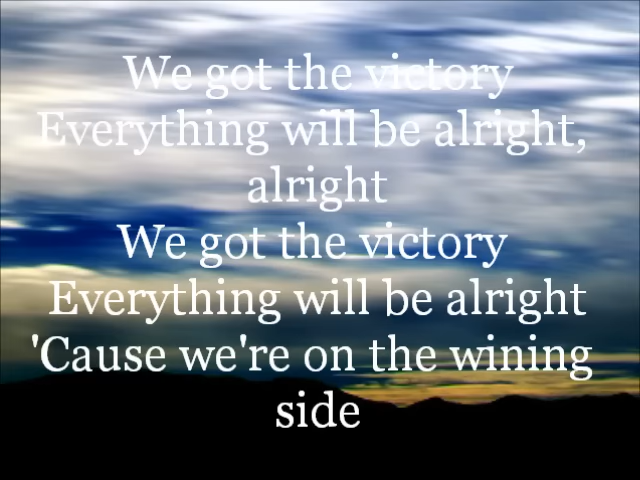 We got the victory
Everything will be alright,
alright
We got the victory
Everything will be alright
'Cause we're on the wining
side